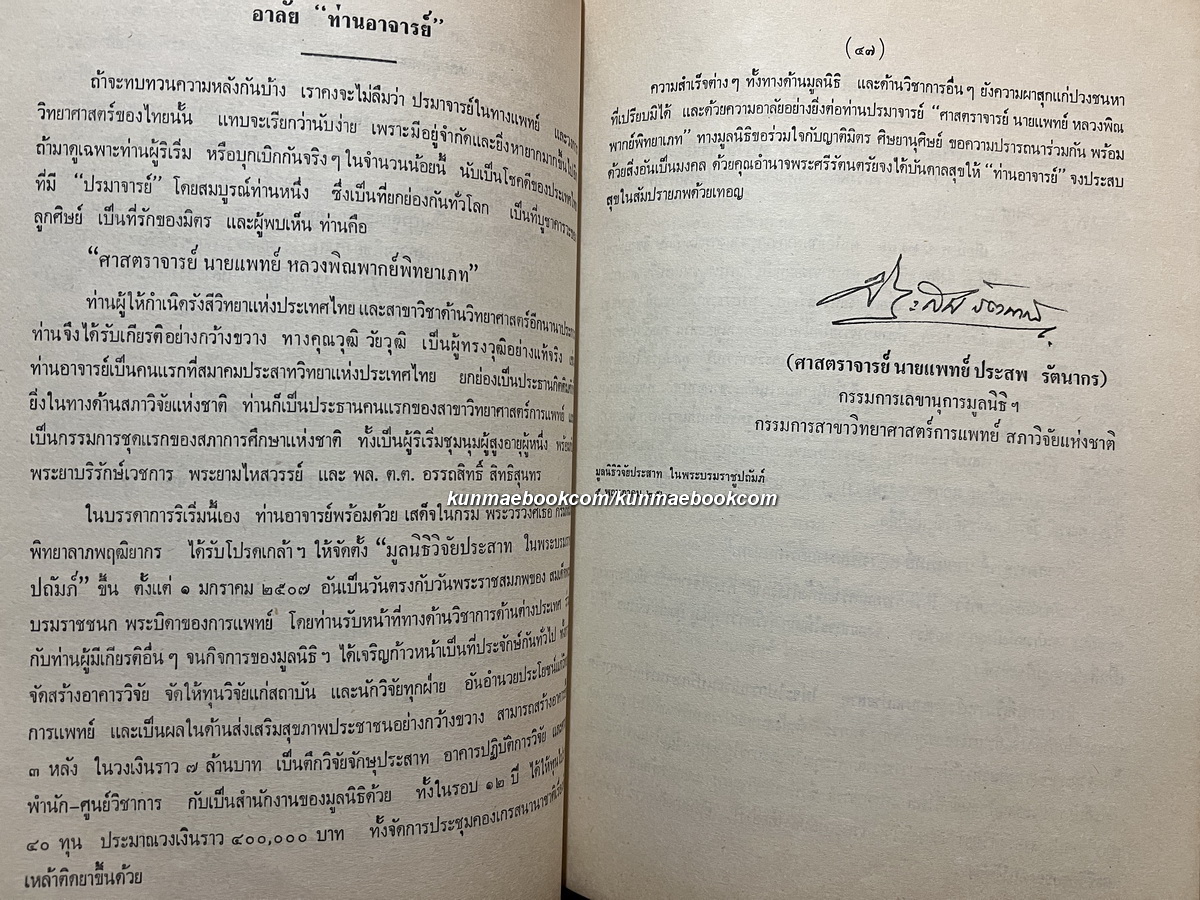 อาลัย “ท่านอาจารย์”
ถ้าจะทบทวนความหลังกันบ้าง เราคงจะไม่ลืมว่า ปรมาจารย์ในทางแพทย์ และวงการ
วิทยาศาสตร์ของไทยนั้น แทบจะเรียกว่านับง่าย เพราะมีอยู่จำกัดและยิ่งหายากมากขึ้น
ถ้ามาดูเฉพาะท่านผู้ริเริ่ม หรือบุกเบิกกันจริง ๆ ในจำนวนน้อยนี้ นับเป็นโชคดีของประเทศไทย
ที่มี “ปรมาจารย์” โดยสมบูรณ์ท่านหนึ่ง ซึ่งเป็นที่ยกย่องกันทั่วโลก เป็นที่บูชาคารวะของ
ลูกศิษย์ เป็นที่รักของมิตร และผู้พบเห็น ท่านคือ
“ศาสตราจารย์ นายแพทย์ หลวงพิณพากย์พิทยาเภท”
ท่านผู้ให้กำเนิดรังสีวิทยาแห่งประเทศไทย และสาขาวิชาด้านวิทยาศาสตร์อีกนานาประการ
ท่านจึงได้รับเกียรติอย่างกว้างขวาง ทางคุณวุฒิ วัยวุฒิ เป็นผู้ทรงวุฒิอย่างแท้จริง
ท่านอาจารย์เป็นคนแรกที่สมาคมประสาทวิทยาแห่งประเทศไทย ยกย่องเป็นประธานกิตติมศักดิ์
ยิ่งในทางด้านสภาวิจัยแห่งชาติ ท่านก็เป็นประธานคนแรกของสาขาวิทยาศาสตร์การแพทย์
เป็นกรรมการชุดแรกของสภาการศึกษาแห่งชาติ ทั้งเป็นผู้ริเริ่มชุมนุมผู้สูงอายุผู้หนึ่ง พร้อม
พระยาบริรักษ์เวชการ พระยามไหสวรรย์ และ พล. ต.ต. อรรถสิทธิ์ สิทธิสุนทร
ในบรรดาการริเริ่มนี้เอง ท่านอาจารย์พร้อมด้วย เสด็จในกรม พระวรวงศ์เธอ
พิทยาลาภพฤฒิยากร ได้รับโปรดเกล้า ฯ ให้จัดตั้ง “มูลนิธิวิจัยประสาท ในพระบรม
ปถัมภ์” ขึ้น ตั้งแต่ ๑ มกราคม ๒๕๐๗ อันเป็นวันตรงกับวันพระราชสมภพของ
บรมราชชนก พระบิดาของการแพทย์ โดยท่านรับหน้าที่ทางด้านวิชาการด้านต่างประเทศ
กับท่านผู้มีเกียรติอื่น ๆ จนกิจการของมูลนิธิ ฯ ได้เจริญก้าวหน้าเป็นที่ประจักษ์กันทั่วไป
จัดสร้างอาคารวิจัย จัดให้ทุนวิจัยแก่สถาบัน และนักวิจัยทุกฝ่าย อันอำนวยประโยชน์
การแพทย์ และเป็นผลในด้านส่งเสริมสุขภาพประชาชนอย่างกว้างขวาง สามารถสร้างอาคาร
๓ หลัง ในวงเงินราว ๗ ล้านบาท เป็นตึกวิจัยจักษุประสาท อาคารปฏิบัติการวิจัย
พำนัก-ศูนย์วิชาการ กับเป็นสำนักงานของมูลนิธิด้วย ทั้งในรอบ ๑๒ ปี ได้ให้ทุน
๔๐ ทุน ประมาณวงเงินราว ๔๐๐,๐๐๐ บาท ทั้งจัดการประชุมคองเกรสนานาชาติ
เหล้าติดยาขึ้นด้วย
(๔๗)
ความสำเร็จต่าง ๆ ทั้งทางด้านมูลนิธิ และด้านวิชาการอื่น ๆ ยังความผาสุกแก่ปวงชนหา
ที่เปรียบมิได้ และด้วยความอาลัยอย่างยิ่งต่อท่านปรมาจารย์ “ศาสตราจารย์ นายแพทย์ หลวงพิณ
พากย์พิทยาเภท” ทางมูลนิธิขอร่วมใจกับญาติมิตร ศิษยานุศิษย์ ขอความปรารถนาร่วมกัน พร้อม
ด้วยสิ่งอันเป็นมงคล ด้วยคุณอำนาจพระศรีรัตนตรัยจงได้บันดาลสุขให้ “ท่านอาจารย์” จงประสบ
สุขในสัมปรายภพด้วยเทอญ
(ศาสตราจารย์ นายแพทย์ ประสพ รัตนากร)
กรรมการเลขานุการมูลนิธิ ฯ
กรรมการสาขาวิทยาศาสตร์การแพทย์ สภาวิจัยแห่งชาติ
มูลนิธิวิจัยประสาท ในพระบรมราชูปถัมภ์
kunmaebookcom/kunmaebookcom